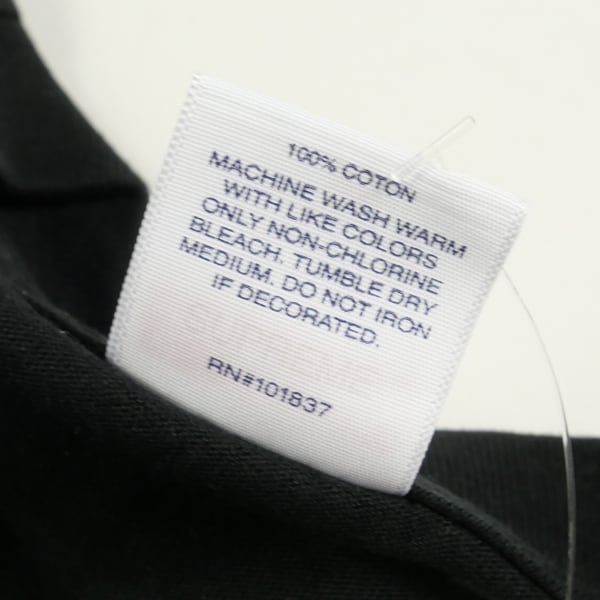 100% COTON
MACHINE WASH WARM
WITH LIKE COLORS
ONLY NON-CHLORINE
BLEACH. TUMBLE DRY
MEDIUM. DO NOT IRON
IF DECORATED.
RN#101837